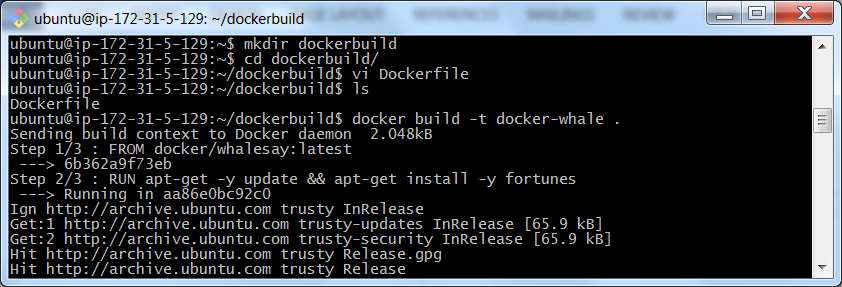 ubuntu@ip-172-31-5-129: ~/dockerbuild
REFERENCES
MAILINGS
REVIEW
ubuntu@ip-172-31-5-129:~$ mkdir dockerbuild
ubuntu@ip-172-31-5-129:~$ cd dockerbuild/
ubuntu@ip-172-31-5-129:~/dockerbuild$ vi Dockerfile
ubuntu@ip-172-31-5-129:~/dockerbuild$ ls
Dockerfile
ubuntu@ip-172-31-5-129:~/dockerbuild$ docker build -t docker-whale .
Sending build context to Docker daemon  2.048kB
Step 1/3 : FROM docker/whalesay:latest
 ---> 6b362a9f73eb
Step 2/3 : RUN apt-get -y update && apt-get install -y fortunes
 ---> Running in aa86e0bc92c0
Ign http://archive.ubuntu.com trusty InRelease
Get:1 http://archive.ubuntu.com trusty-updates InRelease [65.9 kB]
Get:2 http://archive.ubuntu.com trusty-security InRelease [65.9 kB]
Hit http://archive.ubuntu.com trusty Release.gpg
Hit http://archive.ubuntu.com trusty Release